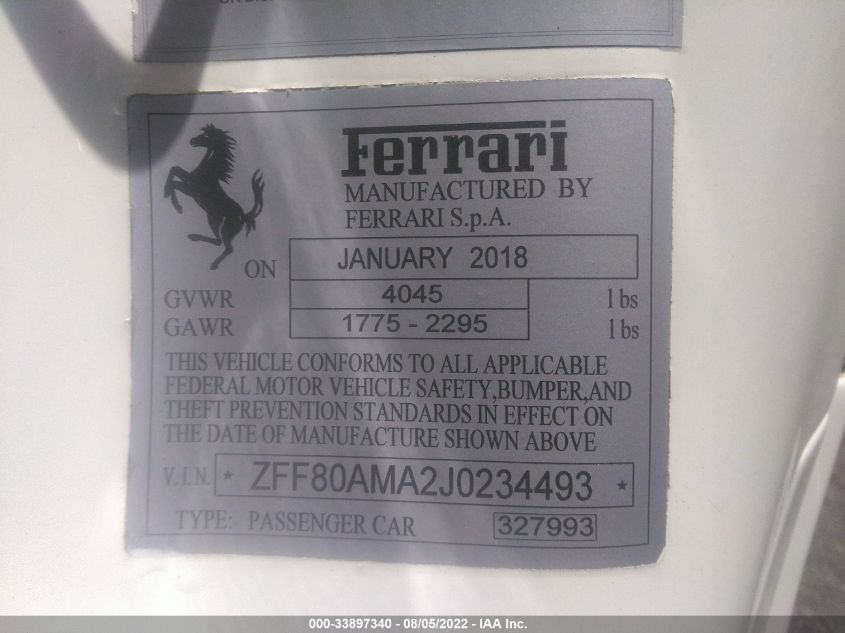 Ferrari
MANUFACTURED BY
FERRARI S.p.A.
ON JANUARY 2018
GVWR 4045 lbs
GAWR 1775 - 2295 lbs
THIS VEHICLE CONFORMS TO ALL APPLICABLE
FEDERAL MOTOR VEHICLE SAFETY,BUMPER,AND
THEFT PREVENTION STANDARDS IN EFFECT ON
THE DATE OF MANUFACTURE SHOWN ABOVE
V.I.N. * ZFF80AMA2J0234493 *
TYPE: PASSENGER CAR 327993
000-33897340 - 08/05/2022 - IAA Inc.